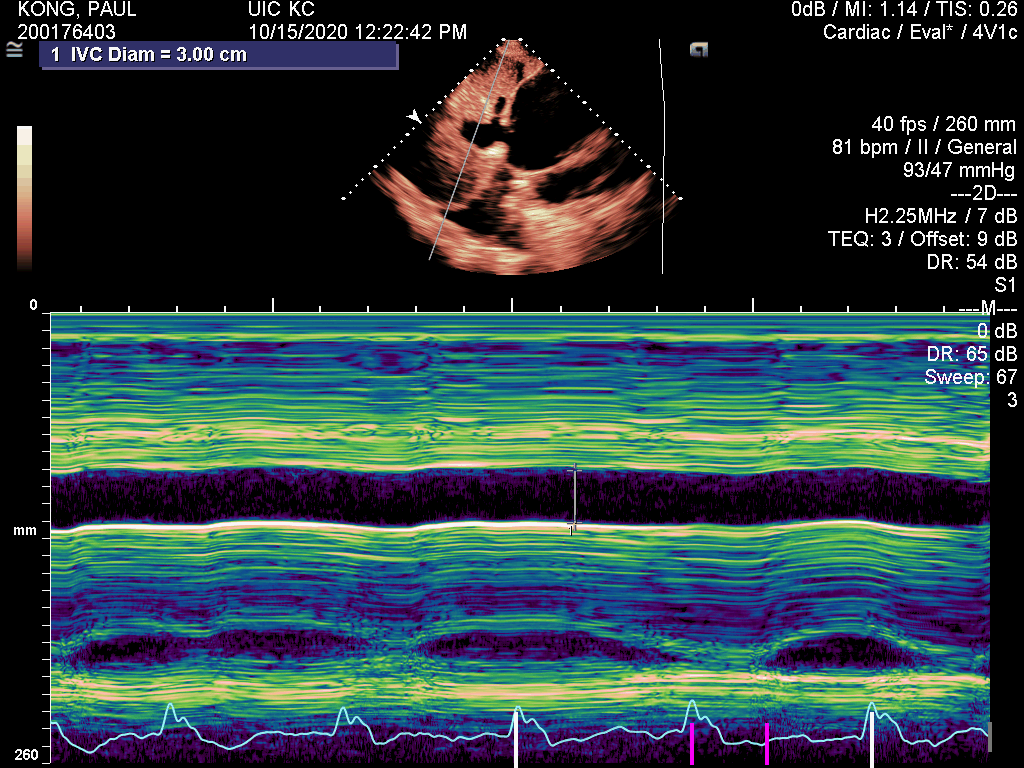 KONG, PAUL
200176403
UIC KC
10/15/2020 12:22:42 PM
0dB / MI: 1.14 / TIS: 0.26
Cardiac / Eval* / 4V1c
1 IVC Diam = 3.00 cm
40 fps / 260 mm
81 bpm / II / General
93/47 mmHg
---2D---
H2.25MHz / 7 dB
TEQ: 3 / Offset: 9 dB
DR: 54 dB
S1
---M---
0 dB
DR: 65 dB
Sweep: 67
3
0
mm
260
1